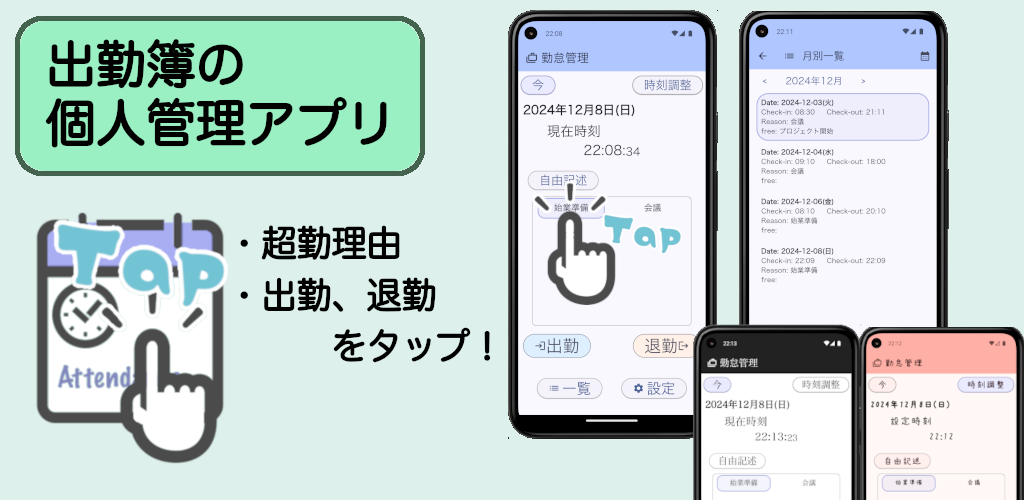 出勤簿の
個人管理アプリ
Tap
Attend
・超勤理由
・出勤、退勤
をタップ！
22:08
勤怠管理
今
時刻調整
2024年12月8日(日)
現在時刻
22:08:34
自由記述
始業準備
会議
Tap
出勤
退勤
一覧
設定
22:11
月別一覧
<
2024年12月
>
Date: 2024-12-03(火)
Check-in: 08:30 Check-out: 21:11
Reason: 会議
free: プロジェクト開始
Date: 2024-12-04(水)
Check-in: 09:10 Check-out: 18:00
Reason: 会議
free:
Date: 2024-12-06(金)
Check-in: 08:10 Check-out: 20:10
Reason: 始業準備
free:
Date: 2024-12-08(日)
Check-in: 22:09 Check-out: 22:09
Reason: 始業準備
free:
22:13
勤怠管理
今
時刻調整
2024年12月8日(日)
現在時刻
22:13:23
自由記述
始業準備
会議
22:12
勤怠管理
今
時刻調整
2024年12月8日(日)
設定時刻
22:12
自由記述
始業準備
会議